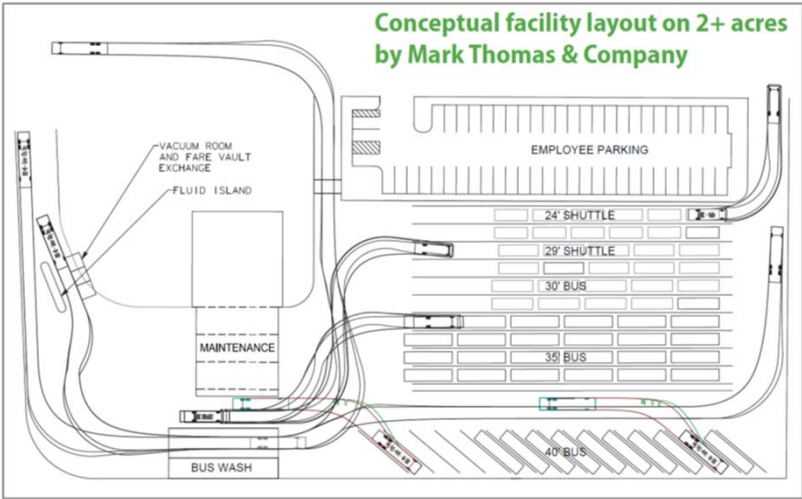 Conceptual facility layout on 2+ acres
by Mark Thomas & Company
VACUUM ROOM
AND FARE VAULT
EXCHANGE
FLUID ISLAND
EMPLOYEE PARKING
24' SHUTTLE
29' SHUTTLE
30' BUS
MAINTENANCE
35' BUS
40' BUS
BUS WASH